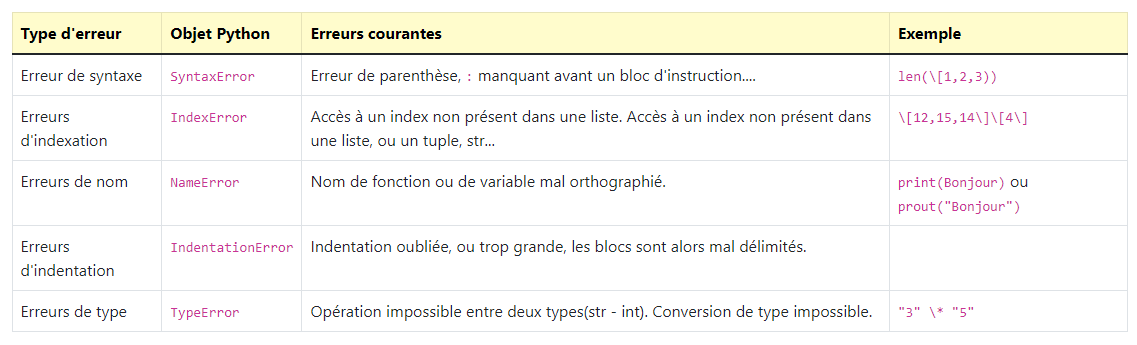 Type d'erreur Objet Python Erreurs courantes Exemple
Erreur de syntaxe SyntaxError Erreur de parenthèse, : manquant avant un bloc d'instruction.... len(\[1,2,3))
Erreurs
d'indexation IndexError Accès à un index non présent dans une liste. Accès à un index non présent dans
une liste, ou un tuple, str... \[12,15,14\]\[4\]
Erreurs de nom NameError Nom de fonction ou de variable mal orthographié. print(Bonjour) ou
prout("Bonjour")
Erreurs
d'indentation IndentationError Indentation oubliée, ou trop grande, les blocs sont alors mal délimités.
Erreurs de type TypeError Opération impossible entre deux types(str - int). Conversion de type impossible. "3" \* "5"